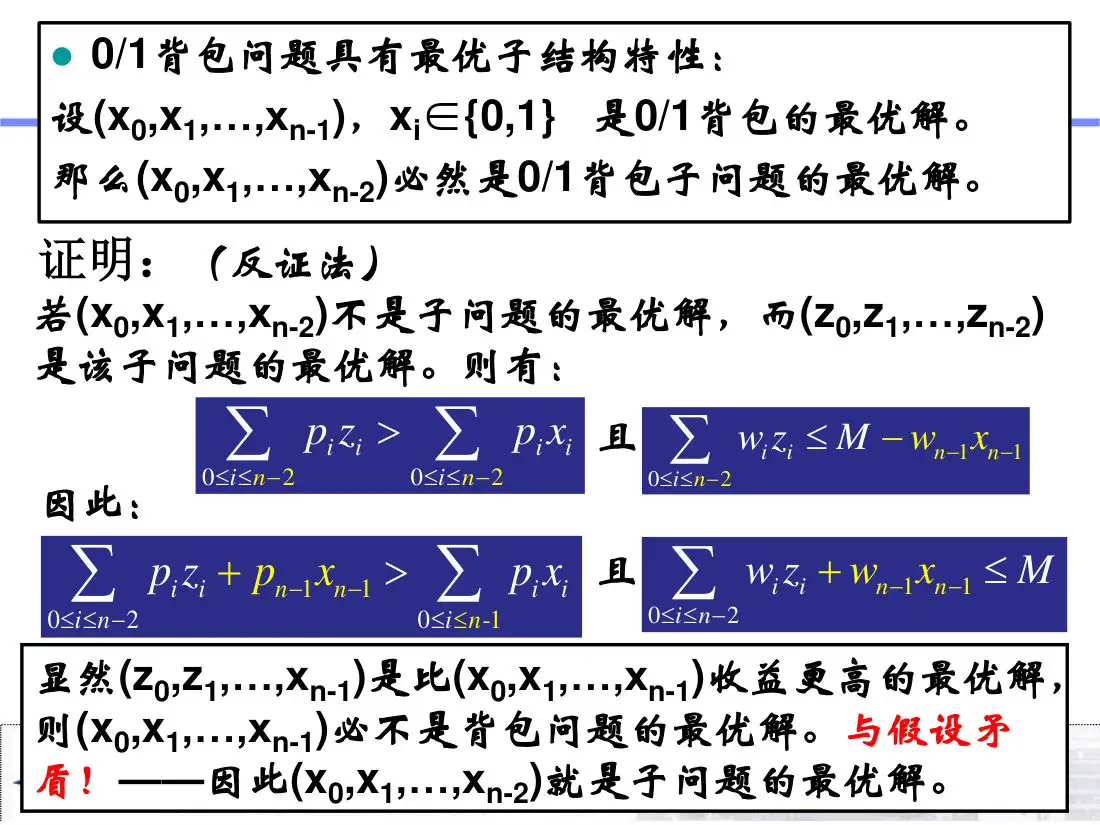 ● 0/1背包问题具有最优子结构特性：
设(x₀,x₁,…,xₙ₋₁)，xᵢ∈{0,1} 是0/1背包的最优解。
那么(x₀,x₁,…,xₙ₋₂)必然是0/1背包子问题的最优解。
证明：（反证法）
若(x₀,x₁,…,xₙ₋₂)不是子问题的最优解，而(z₀,z₁,…,zₙ₋₂)
是该子问题的最优解。则有：
∑0≤i≤n−2 pᵢzᵢ > ∑0≤i≤n−2 pᵢxᵢ 且 ∑0≤i≤n−2 wᵢzᵢ ≤ M − wₙ₋₁xₙ₋₁
因此：
∑0≤i≤n−2 pᵢzᵢ + pₙ₋₁xₙ₋₁ > ∑0≤i≤n-1 pᵢxᵢ 且 ∑0≤i≤n−2 wᵢzᵢ + wₙ₋₁xₙ₋₁ ≤ M
显然(z₀,z₁,…,xₙ₋₁)是比(x₀,x₁,…,xₙ₋₁)收益更高的最优解，
则(x₀,x₁,…,xₙ₋₁)必不是背包问题的最优解。与假设矛
盾！——因此(x₀,x₁,…,xₙ₋₂)就是子问题的最优解。